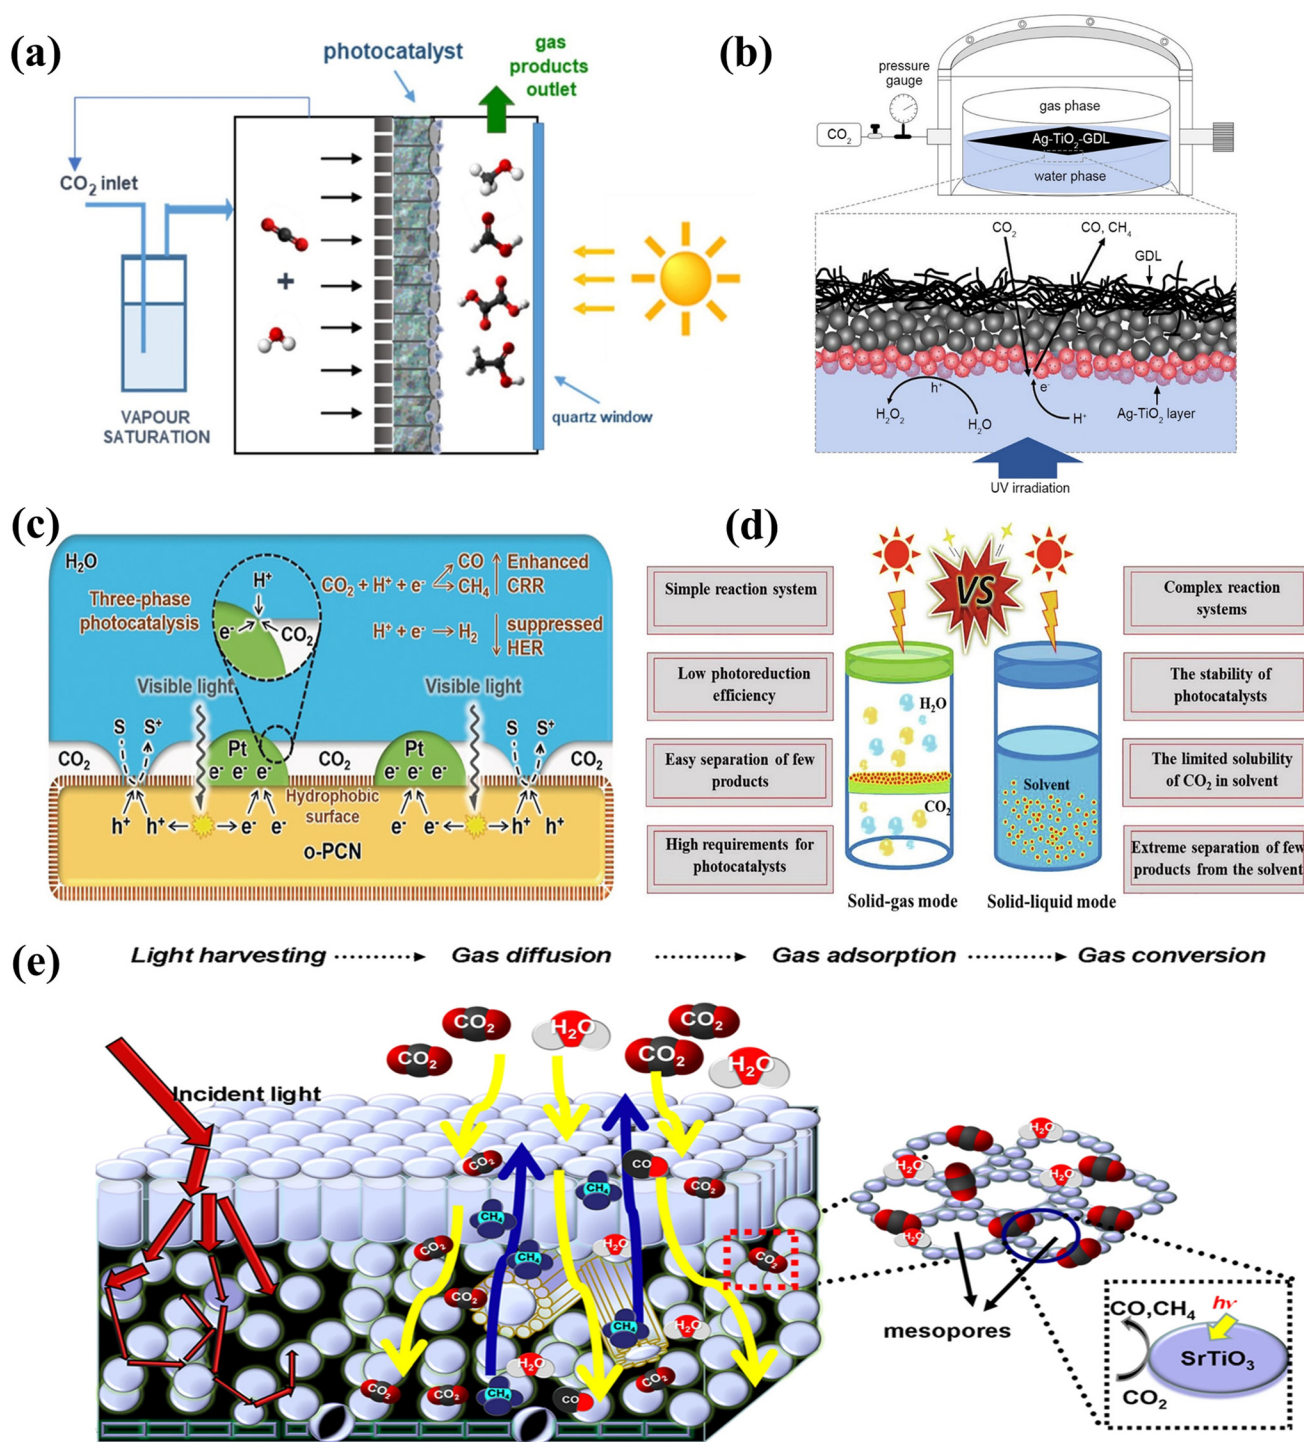 (a)
photocatalyst
gas
products
outlet
CO2 inlet
+
VAPOUR
SATURATION
quartz window
(b)
pressure
gauge
CO2
gas phase
Ag-TiO2-GDL
water phase
CO2
CO, CH4
GDL
h+
e-
H2O2
H2O
H+
Ag-TiO2 layer
UV irradiation
(c)
H2O
Three-phase
photocatalysis
H+
e-
CO2
CO2 + H+ + e-
CO
CH4
Enhanced
CRR
H+ + e- → H2
suppressed
HER
Visible light
Visible light
S
S+
S
S+
CO2
Pt
e- e- e-
CO2
Pt
e- e- e-
CO2
Hydrophobic
surface
h+
h+
e-
e-
e-
e-
h+
h+
o-PCN
(d)
VS
Simple reaction system
Low photoreduction
efficiency
Easy separation of few
products
High requirements for
photocatalysts
H2O
CO2
Solid-gas mode
Solvent
Solid-liquid mode
Complex reaction
systems
The stability of
photocatalysts
The limited solubility
of CO2 in solvent
Extreme separation of few
products from the solvent
(e)
Light harvesting
Gas diffusion
Gas adsorption
Gas conversion
Incident light
CO2
CO2
H2O
CO2
CO2
H2O
CO2
CO
CO2
CH4
CH4
CO2
CH4
H2O
CO2
CO2
CH4
H2O
CO2
CO2
CH4
H2O
CO
CO2
H2O
H2O
H2O
H2O
mesopores
CO,CH4
hν
SrTiO3
CO2